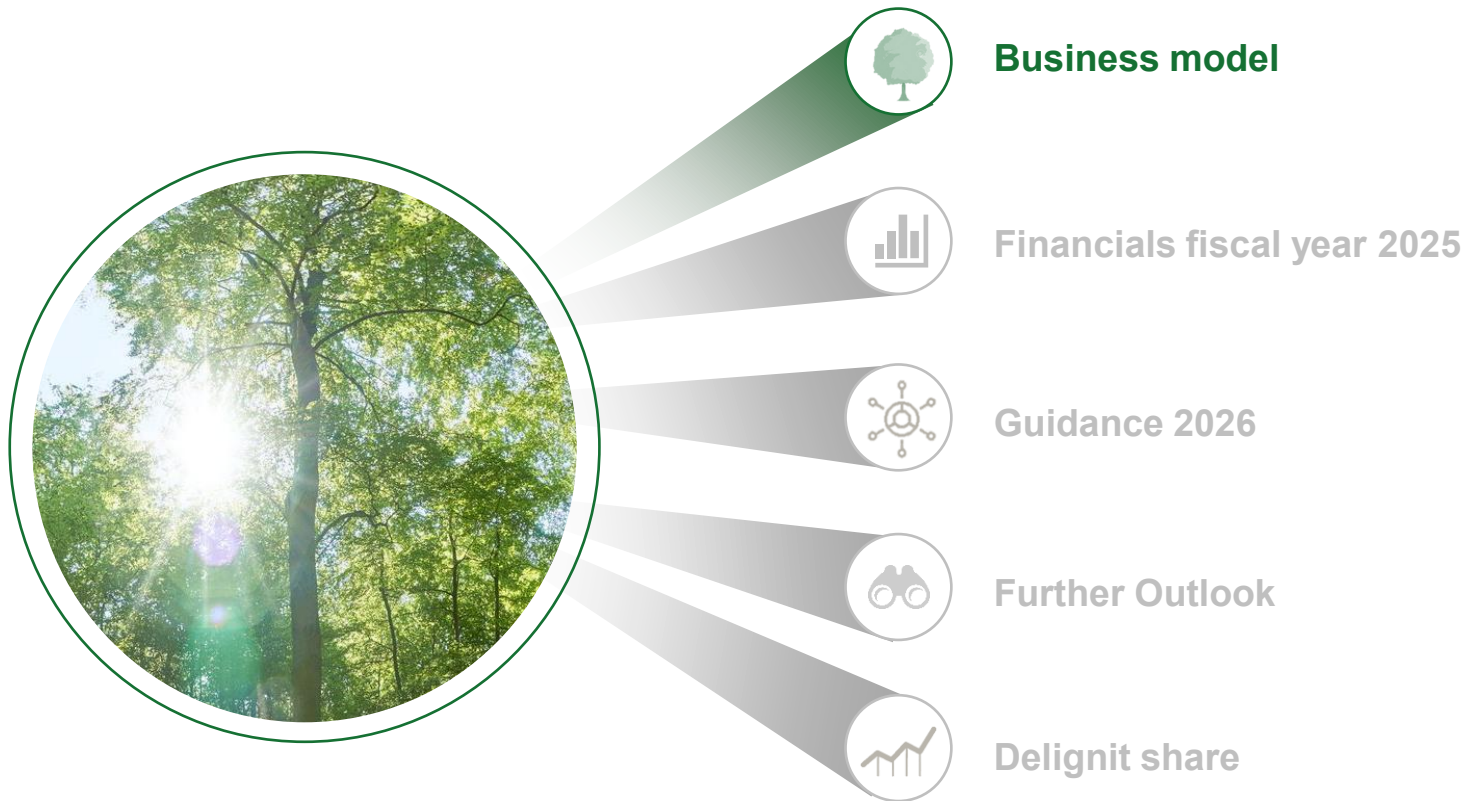 Business model
Financials fiscal year 2025
Guidance 2026
Further Outlook
Delignit share